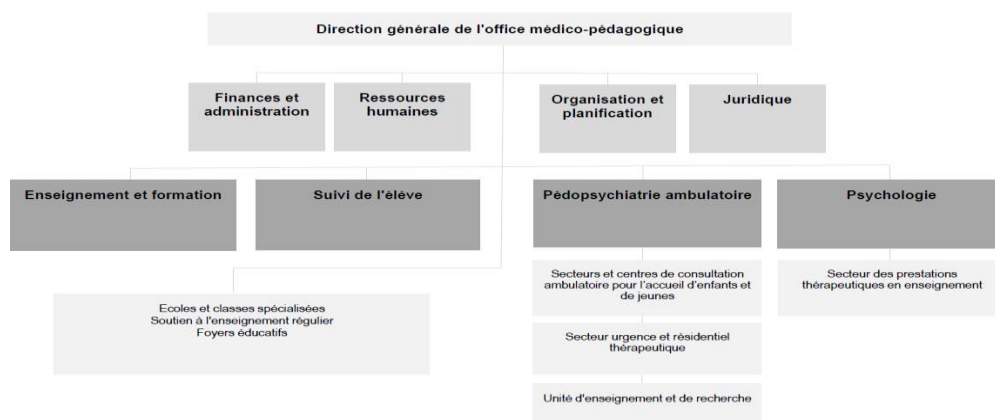 Direction générale de l'office médico-pédagogique
Finances et
administration
Ressources
humaines
Organisation et
planification
Juridique
Enseignement et formation
Suivi de l'élève
Pédopsychiatrie ambulatoire
Psychologie
Secteurs et centres de consultation
ambulatoire pour l'accueil d'enfants et
de jeunes
Secteur des prestations
thérapeutiques en enseignement
Ecoles et classes spécialisées
Soutien à l'enseignement régulier
Foyers éducatifs
Secteur urgence et résidentiel
thérapeutique
Unité d'enseignement et de recherche